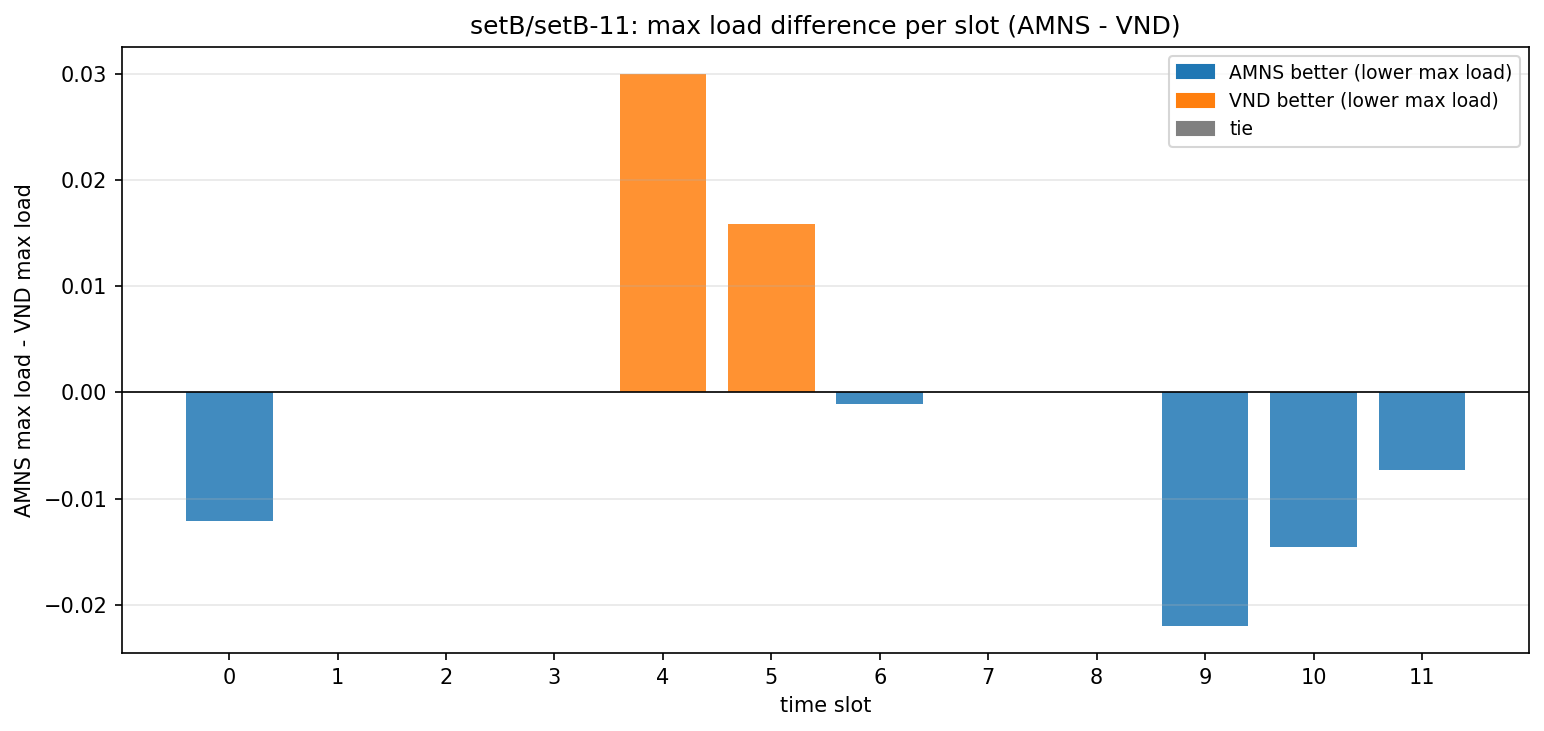 setB/setB-11: max load difference per slot (AMNS - VND)
AMNS better (lower max load)
VND better (lower max load)
tie
AMNS max load - VND max load
0.03
0.02
0.01
0.00
−0.01
−0.02
0 1 2 3 4 5 6 7 8 9 10 11
time slot